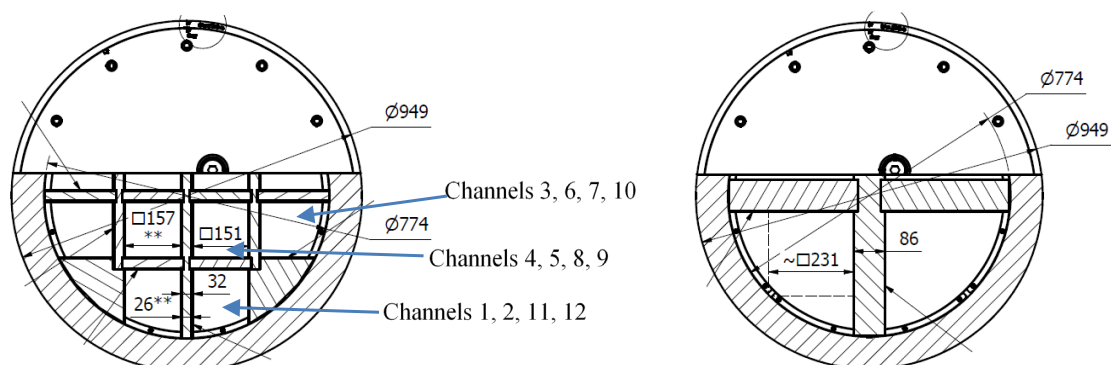 Ø949
Channels 3, 6, 7, 10
Ø774
□157
**
□151
Channels 4, 5, 8, 9
32
26**
Channels 1, 2, 11, 12
Ø774
Ø949
86
~□231